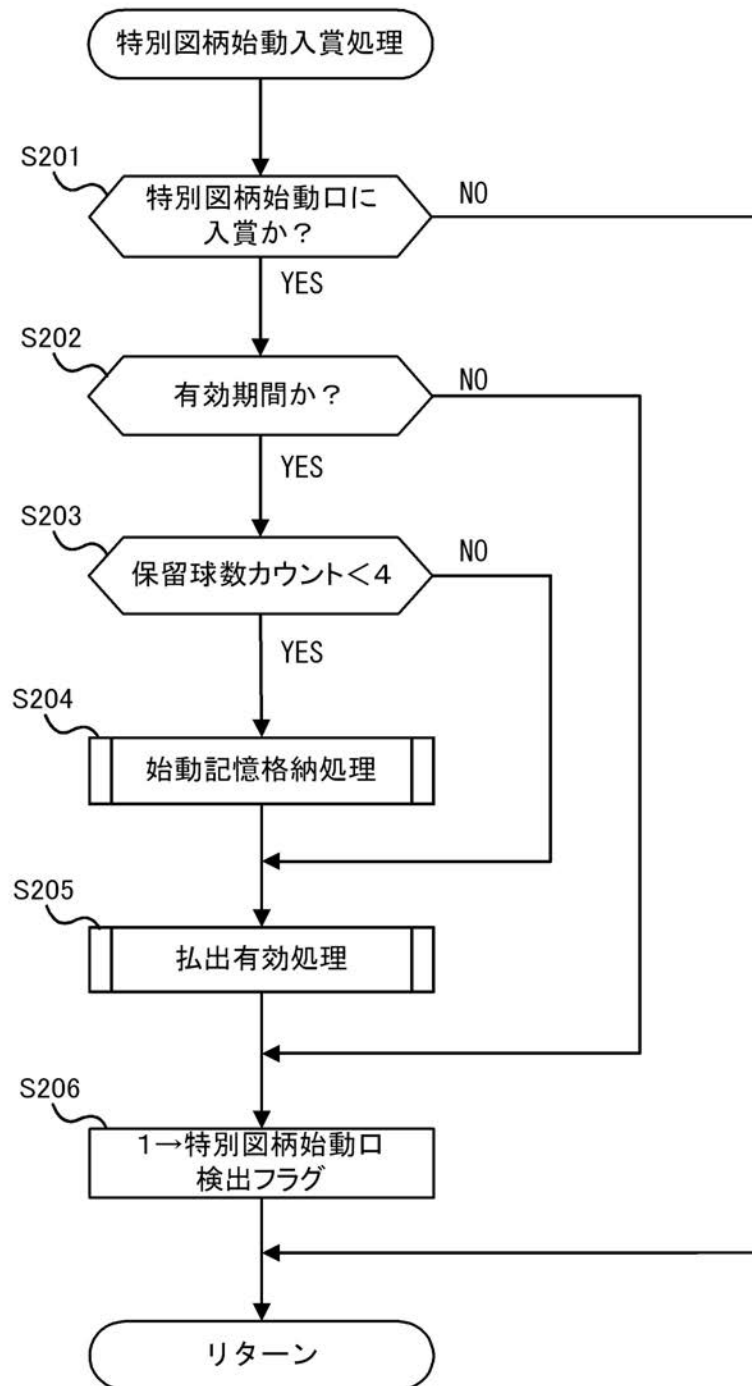 特別図柄始動入賞処理
S201
特別図柄始動口に
入賞か？
NO
YES
S202
有効期間か？
NO
YES
S203
保留球数カウント＜４
NO
YES
S204
始動記憶格納処理
S205
払出有効処理
S206
１→特別図柄始動口
検出フラグ
リターン